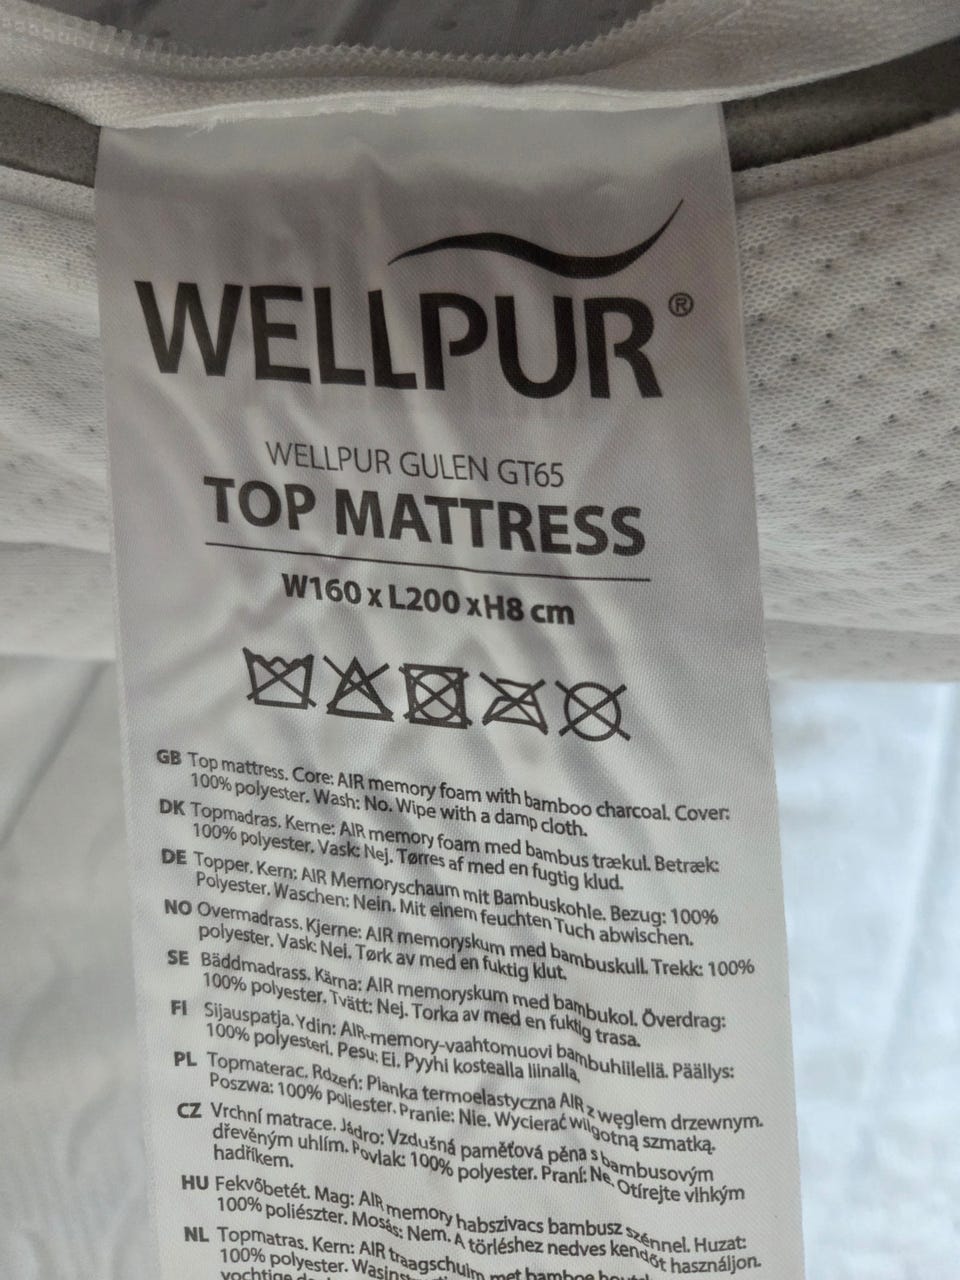 WELLPUR®
WELLPUR GULEN GT65
TOP MATTRESS
W160 x L200 x H8 cm
GB Top mattress. Core: AIR memory foam with bamboo charcoal. Cover:
100% polyester. Wash: No. Wipe with a damp cloth.
DK Topmadras. Kerne: AIR memory foam med bambus trækul. Betræk:
100% polyester. Vask: Nej. Tørres af med en fugtig klud.
DE Topper. Kern: AIR Memoryschaum mit Bambuskohle. Bezug: 100%
Polyester. Waschen: Nein. Mit einem feuchten Tuch abwischen.
NO Overmadrass. Kjerne: AIR memoryskum med bambuskull. Trekk: 100%
polyester. Vask: Nei. Tørk av med en fuktig klut.
SE Bäddmadrass. Kärna: AIR memoryskum med bambukol. Överdrag:
100% polyester. Tvätt: Nej. Torka av med en fuktig trasa.
FI Sijauspatja. Ydin: AIR-memory-vaahtomuovi bambuhiilellä. Päällys:
100% polyesteri. Pesu: Ei. Pyyhi kostealla liinalla.
PL Topmaterac. Rdzeń: Planka termoelastyczna AIR z węglem drzewnym.
Poszwa: 100% poliester. Pranie: Nie. Wycierać wilgotną szmatką.
CZ Vrchní matrace. Jádro: Vzdušná paměťová pěna s bambusovým
dřevěným uhlím. Povlak: 100% polyester. Praní: Ne. Otírejte vlhkým
hadříkem.
HU Fekvőbetét. Mag: AIR memory habszivacs bambusz szénnel. Huzat:
100% poliészter. Mosás: Nem. A törléshez nedves kendőt használjon.
NL Topmatras. Kern: AIR traagschuim met bamboe
100% polyester.